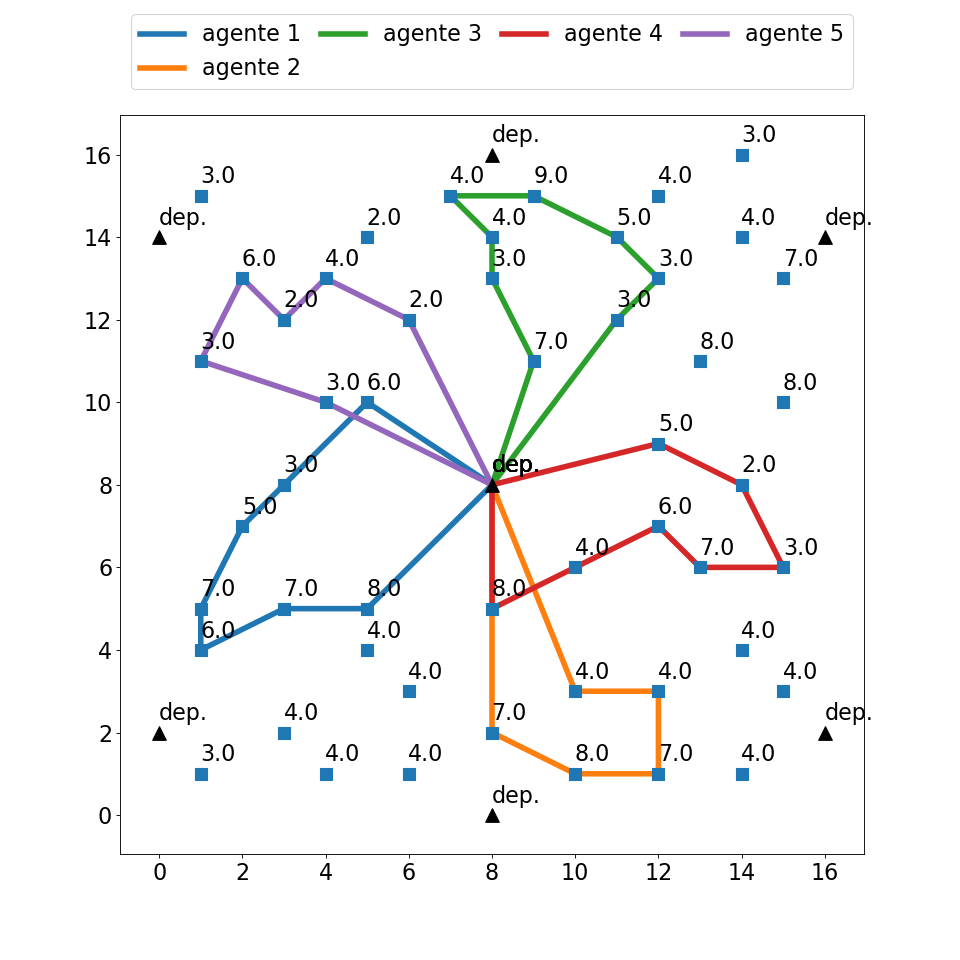 agente 1 agente 3 agente 4 agente 5
agente 2
3.0
16 dep.
3.0 4.0 9.0 4.0
dep. 2.0 4.0 5.0 4.0 dep.
14
6.0 4.0 3.0 3.0 7.0
2.0 2.0 3.0
12
3.0 7.0 8.0
3.0 6.0 8.0
10
5.0
3.0 dep. dep. 2.0
8
5.0 6.0
4.0 7.0 3.0
6
7.0 7.0 8.0 8.0
6.0 4.0 4.0
4
4.0 4.0 4.0 4.0
dep. 4.0 7.0 dep.
2
3.0 4.0 4.0 8.0 7.0 4.0
dep.
0
0 2 4 6 8 10 12 14 16